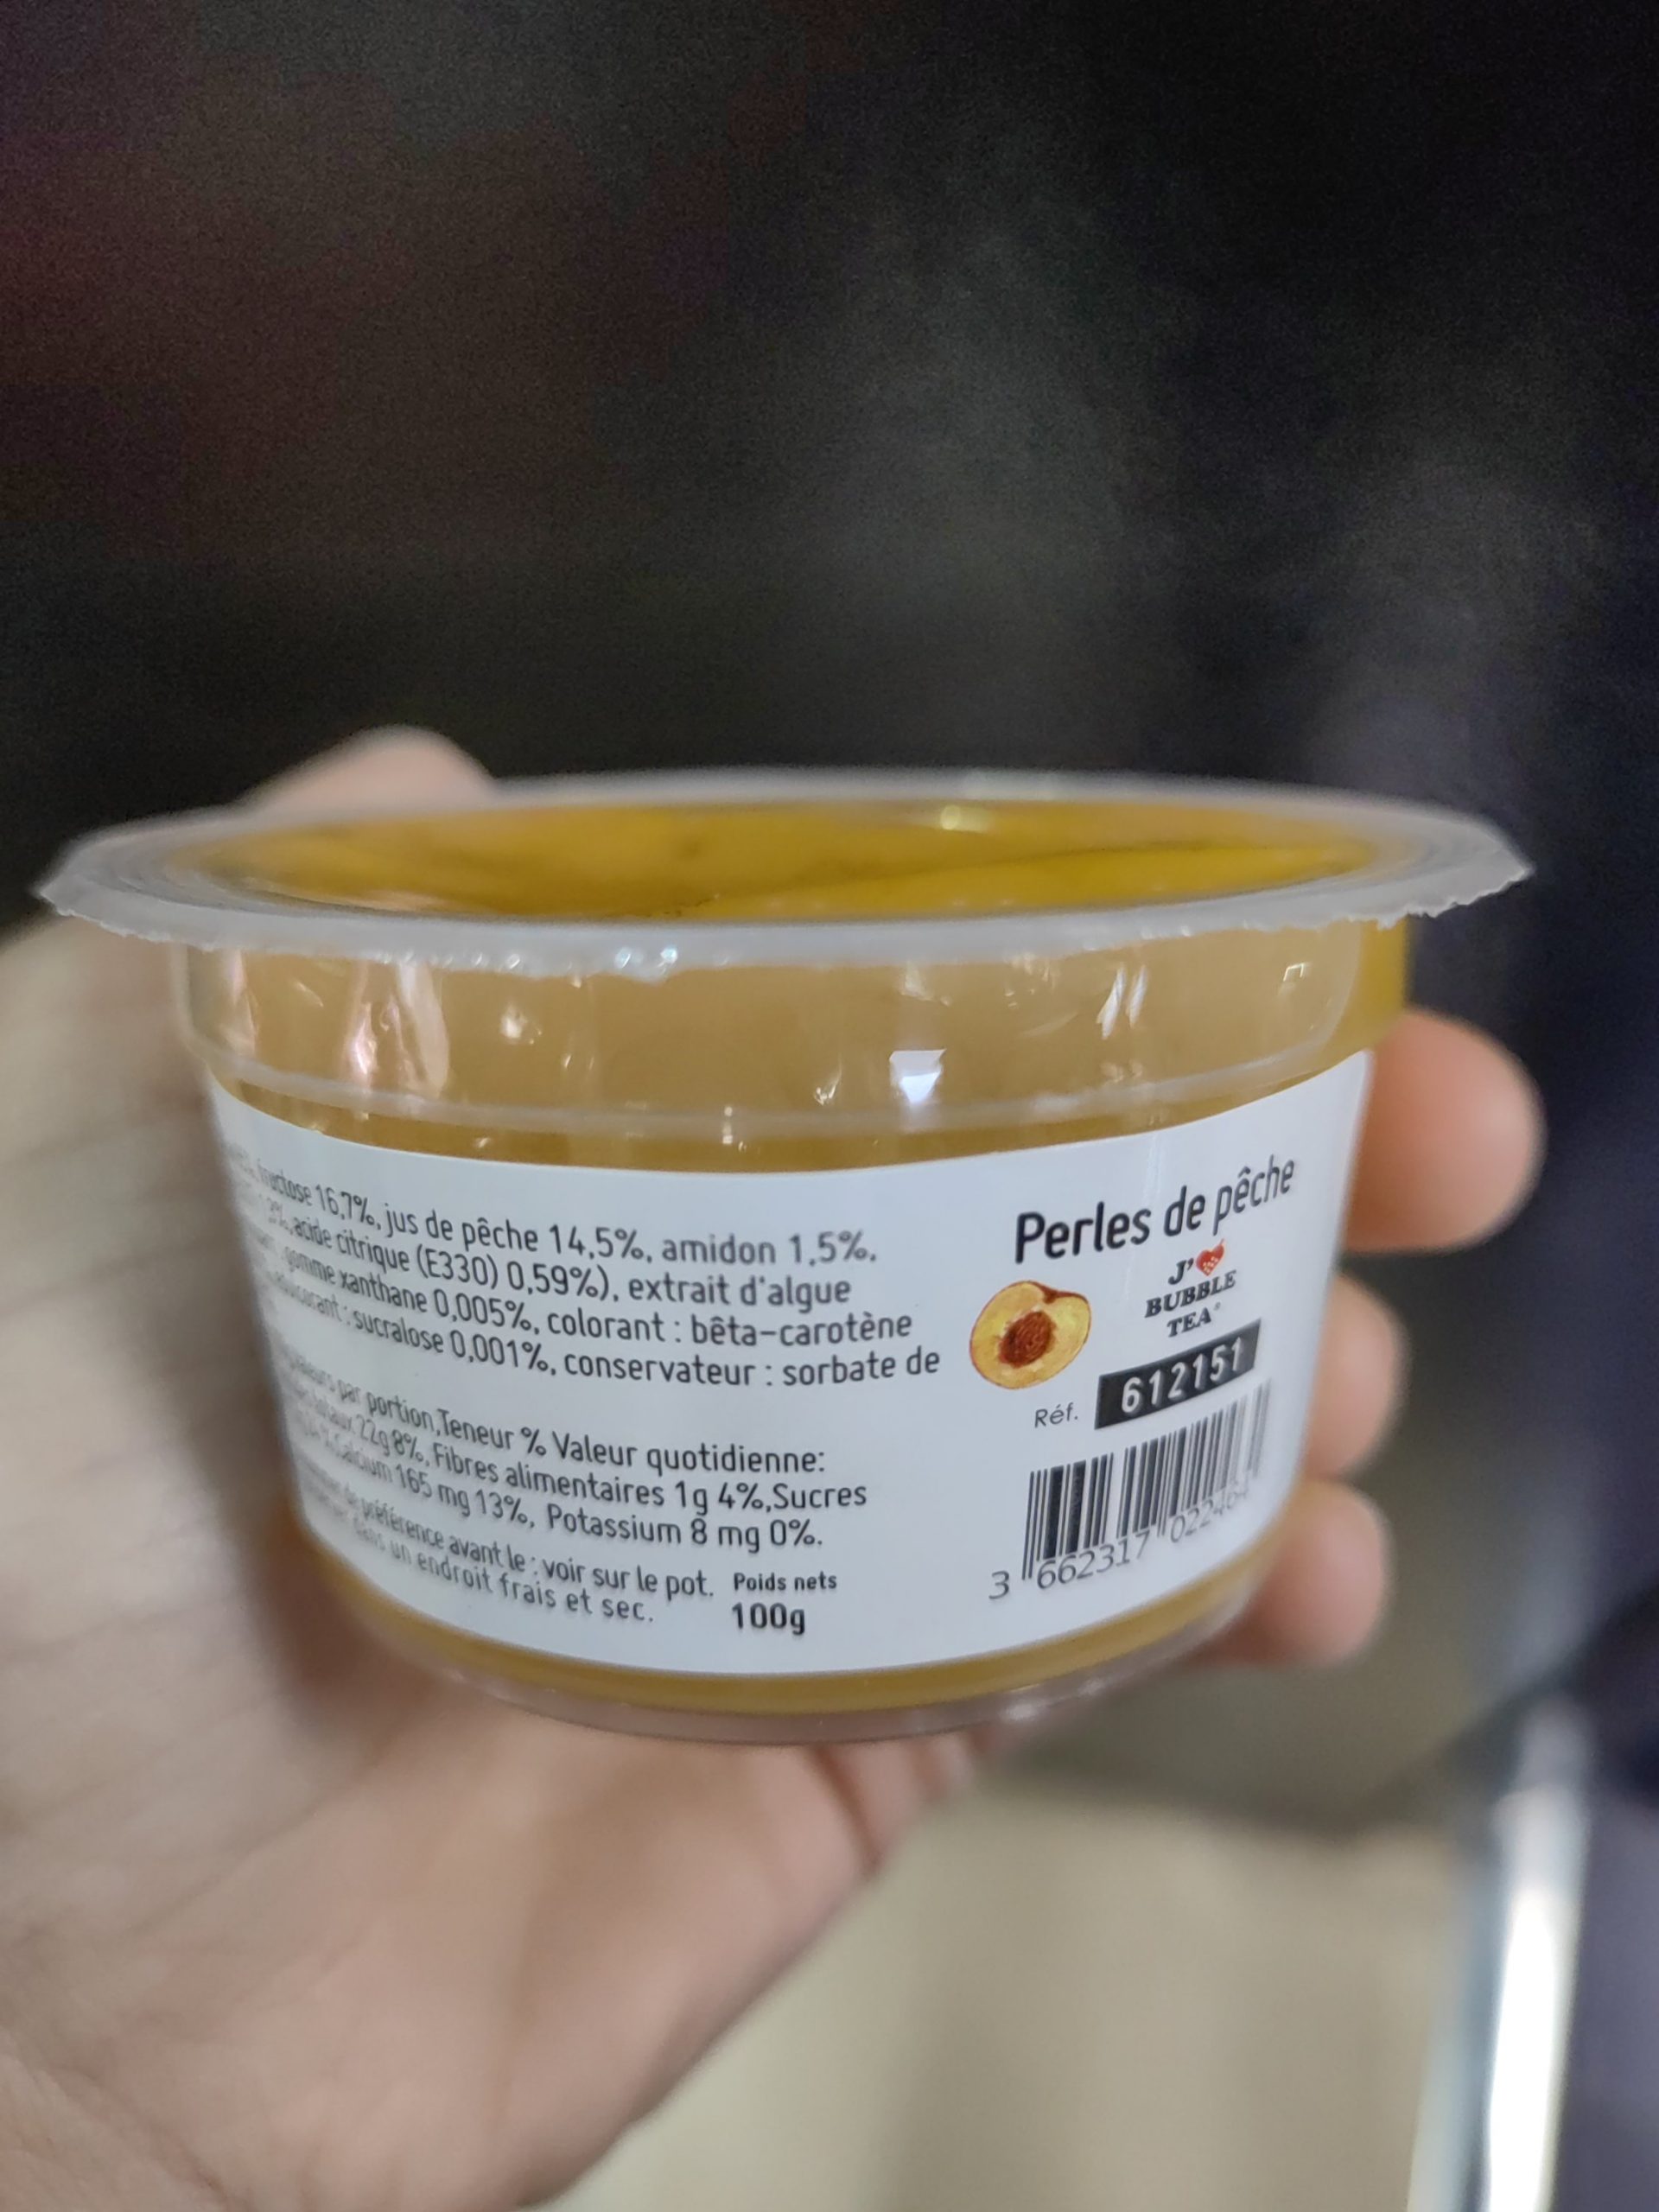 fructose 16,7%, jus de pêche 14,5%, amidon 1,5%,
acide citrique (E330) 0,59%), extrait d'algue
gomme xanthane 0,005%, colorant : bêta-carotène
sucralose 0,001%, conservateur : sorbate de
par portion,Teneur % Valeur quotidienne:
22g 8%, Fibres alimentaires 1g 4%,Sucres
Calcium 165 mg 13%, Potassium 8 mg 0%.
préférence avant le : voir sur le pot.
dans un endroit frais et sec.
Poids nets
100g
Perles de pêche
J'
BUBBLE
TEA
Réf. 612151
3 662317 022464